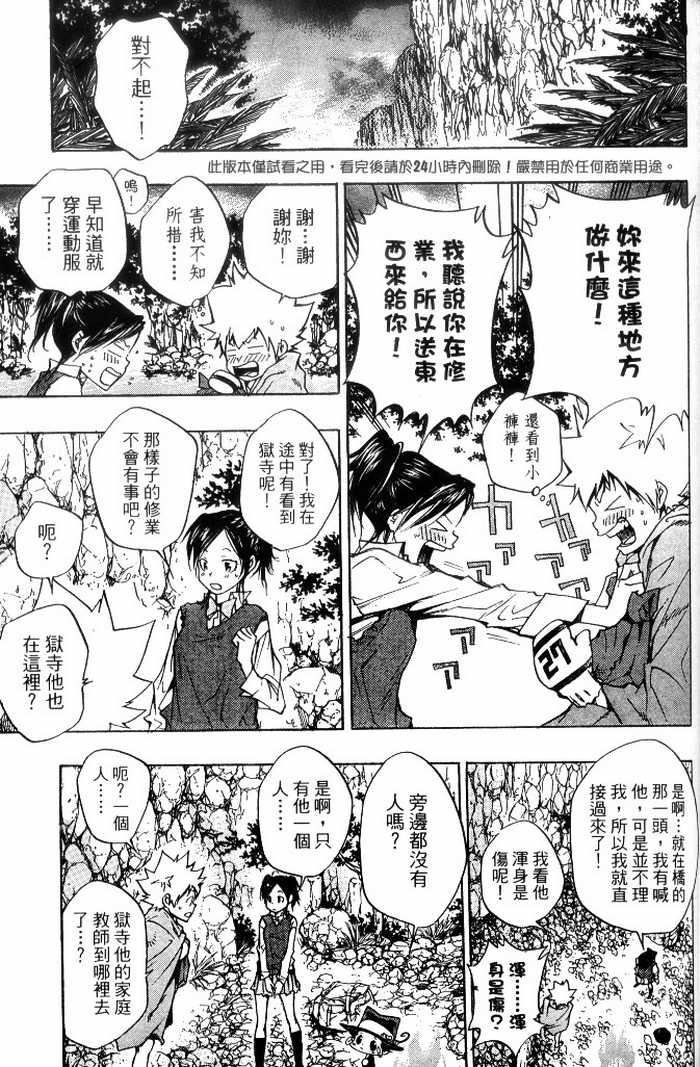 對不起…！
此版本僅試看之用，看完後請於24小時內刪除！嚴禁用於任何商業用途。
妳來這種地方
做什麼！
我聽說你在修
業，所以送東
西來給你！
還看到小
褲褲！
ㄎㄚ
ㄎㄚ
27
謝…謝
謝妳！
害我不知
所措……
嗚！
早知道就
穿運動服
了……
對了！我在
途中有看到
獄寺呢！
那樣子的修業
不會有事吧？
呃？
獄寺他也
在這裡？
是啊…就在橋的
那一頭，我有喊
他，可是並不理
我，所以我就直
接過來了！
我看他
渾身是
傷呢！
渾……渾
身是傷？
旁邊都沒有
人嗎？
是啊，只
有他一個
人……
呃？一個
人……
獄寺他的家庭
教師到哪裡去
了…？